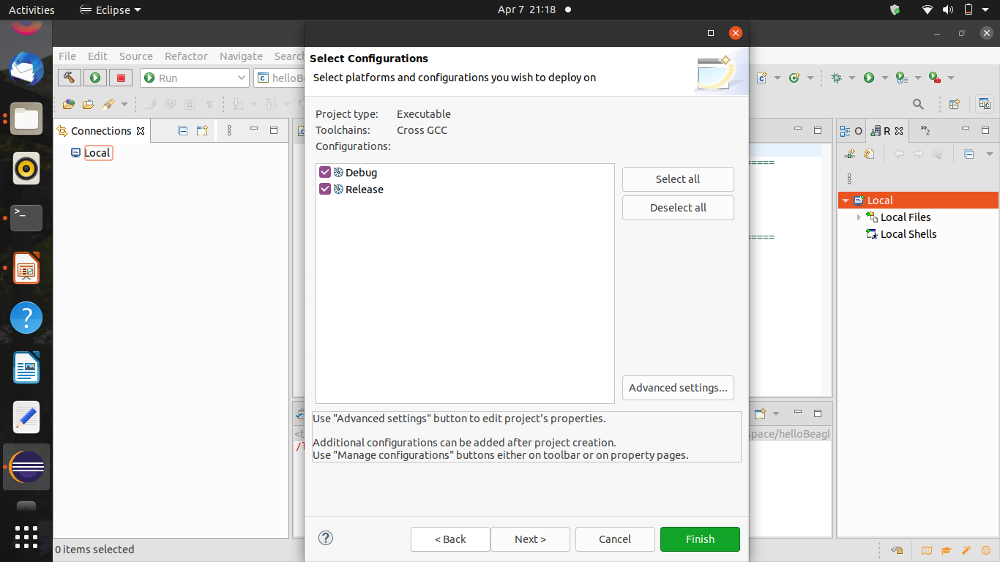 Activities
Eclipse
Apr 7 21:18
File Edit Source Refactor Navigate
Run
Select Configurations
Select platforms and configurations you wish to deploy on
Project type: Executable
Toolchains: Cross GCC
Configurations:
Debug
Release
Select all
Deselect all
Advanced settings...
Use "Advanced settings" button to edit project's properties.
Additional configurations can be added after project creation.
Use "Manage configurations" buttons either on toolbar or on property pages.
< Back
Next >
Cancel
Finish
Connections
Local
O
R
»2
Local
Local Files
Local Shells
=====
=====
space/helloBeagl
0 items selected